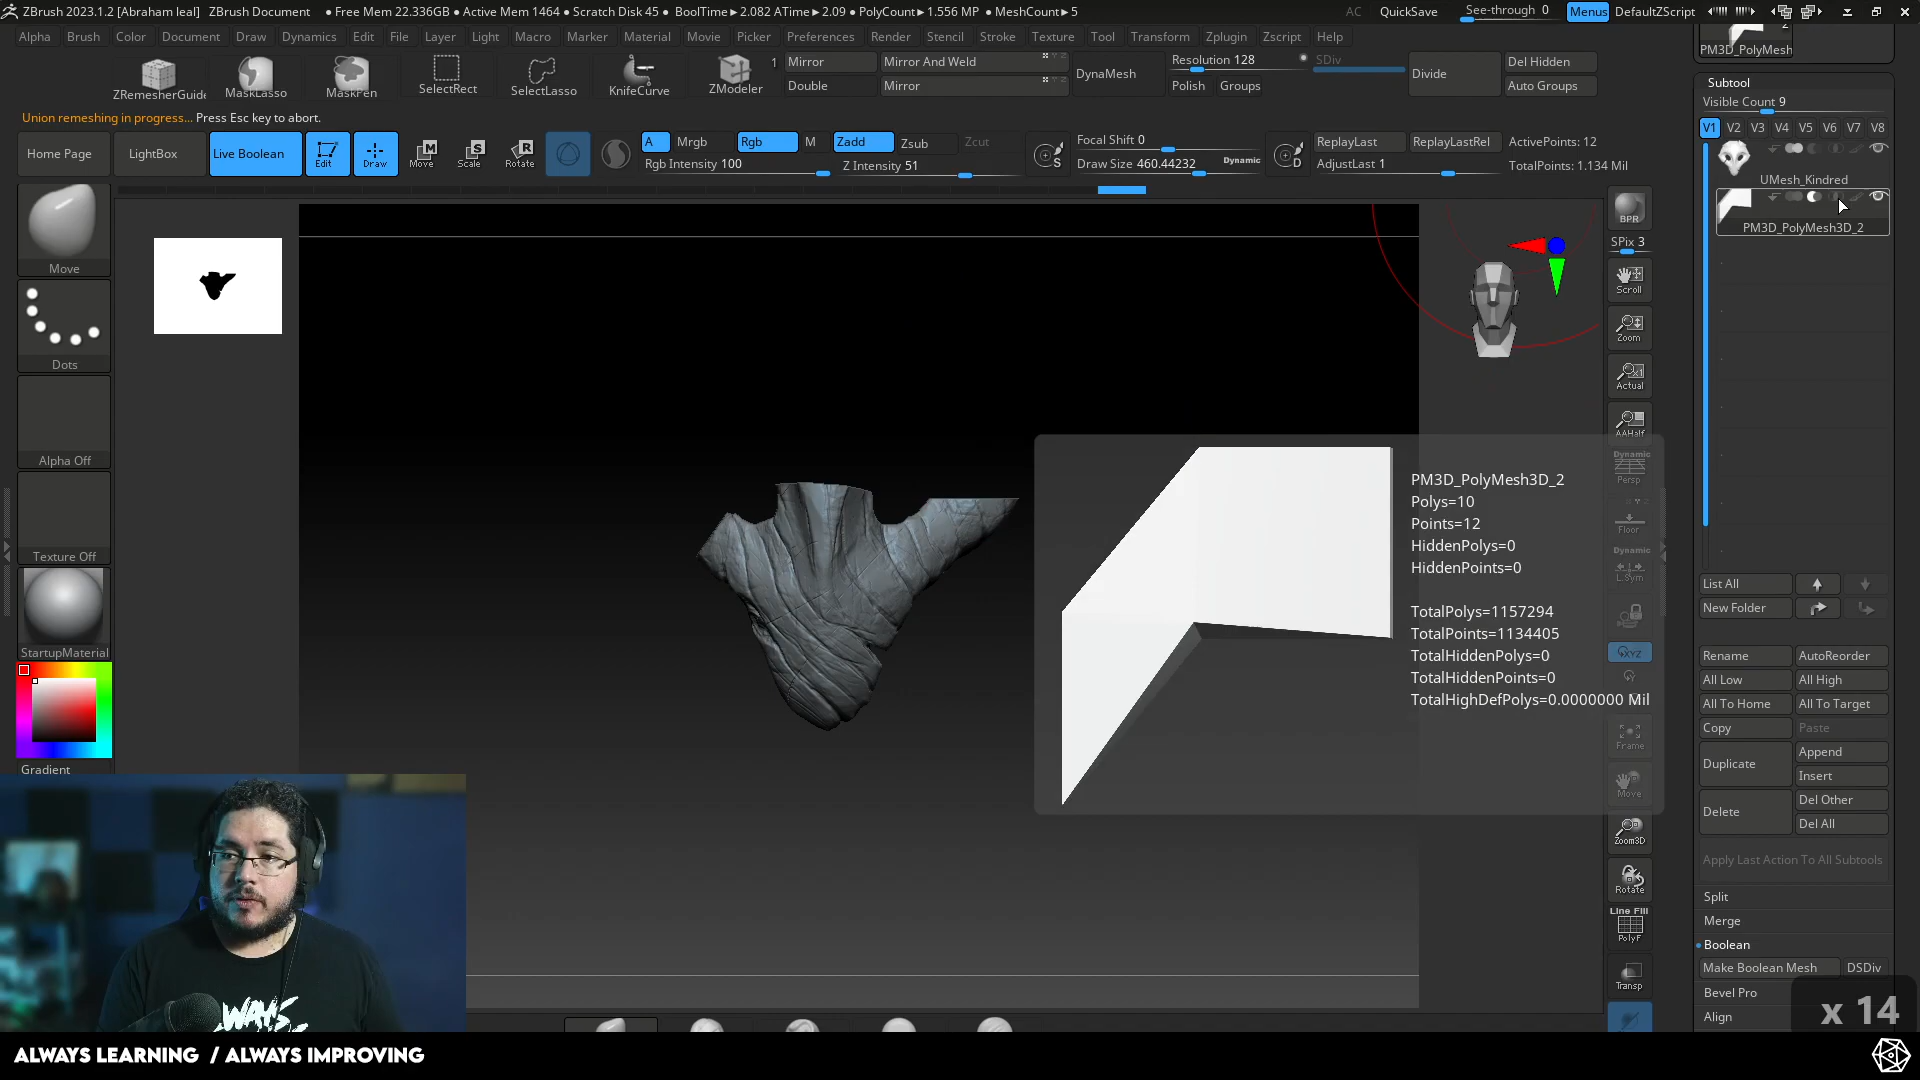 ZBrush 2023.1.2 [Abraham leal] ZBrush Document ● Free Mem 22.336GB ● Active Mem 1464 ● Scratch Disk 45 ● BoolTime►2.082 ATime►2.09 ● PolyCount►1.556 MP ● MeshCount►5
AC QuickSave See-through 0 Menus DefaultZScript
Alpha Brush Color Document Draw Dynamics Edit File Layer Light Macro Marker Material Movie Picker Preferences Render Stencil Stroke Texture Tool Transform Zplugin Zscript Help
PM3D_PolyMesh
ZRemesherGuide MaskLasso MaskPen SelectRect SelectLasso KnifeCurve ZModeler
1 Mirror Mirror And Weld DynaMesh Resolution 128 SDiv Divide Del Hidden
Double Mirror Polish Groups Auto Groups
Union remeshing in progress... Press Esc key to abort.
Home Page LightBox Live Boolean Edit Draw Move Scale Rotate
A Mrgb Rgb M Zadd Zsub Zcut Focal Shift 0 ReplayLast ReplayLastRel ActivePoints: 12
Rgb Intensity 100 Z Intensity 51 S Draw Size 460.44232 Dynamic D AdjustLast 1 TotalPoints: 1.134 Mil
Subtool
Visible Count 9
V1 V2 V3 V4 V5 V6 V7 V8
UMesh_Kindred
PM3D_PolyMesh3D_2
Move
Dots
Alpha Off
Texture Off
StartupMaterial
Gradient
BPR
SPix 3
Scroll
Zoom
Actual
AAHalf
Dynamic
Persp
Floor
Dynamic
L.Sym
XYZ
Frame
Move
Zoom3D
Rotate
Line Fill
PolyF
Transp
PM3D_PolyMesh3D_2
Polys=10
Points=12
HiddenPolys=0
HiddenPoints=0
TotalPolys=1157294
TotalPoints=1134405
TotalHiddenPolys=0
TotalHiddenPoints=0
TotalHighDefPolys=0.0000000 Mil
List All
New Folder
Rename AutoReorder
All Low All High
All To Home All To Target
Copy Paste
Duplicate Append
Insert
Delete Del Other
Del All
Apply Last Action To All Subtools
Split
Merge
Boolean
Make Boolean Mesh DSDiv
Bevel Pro
Align
x 14
ALWAYS LEARNING / ALWAYS IMPROVING